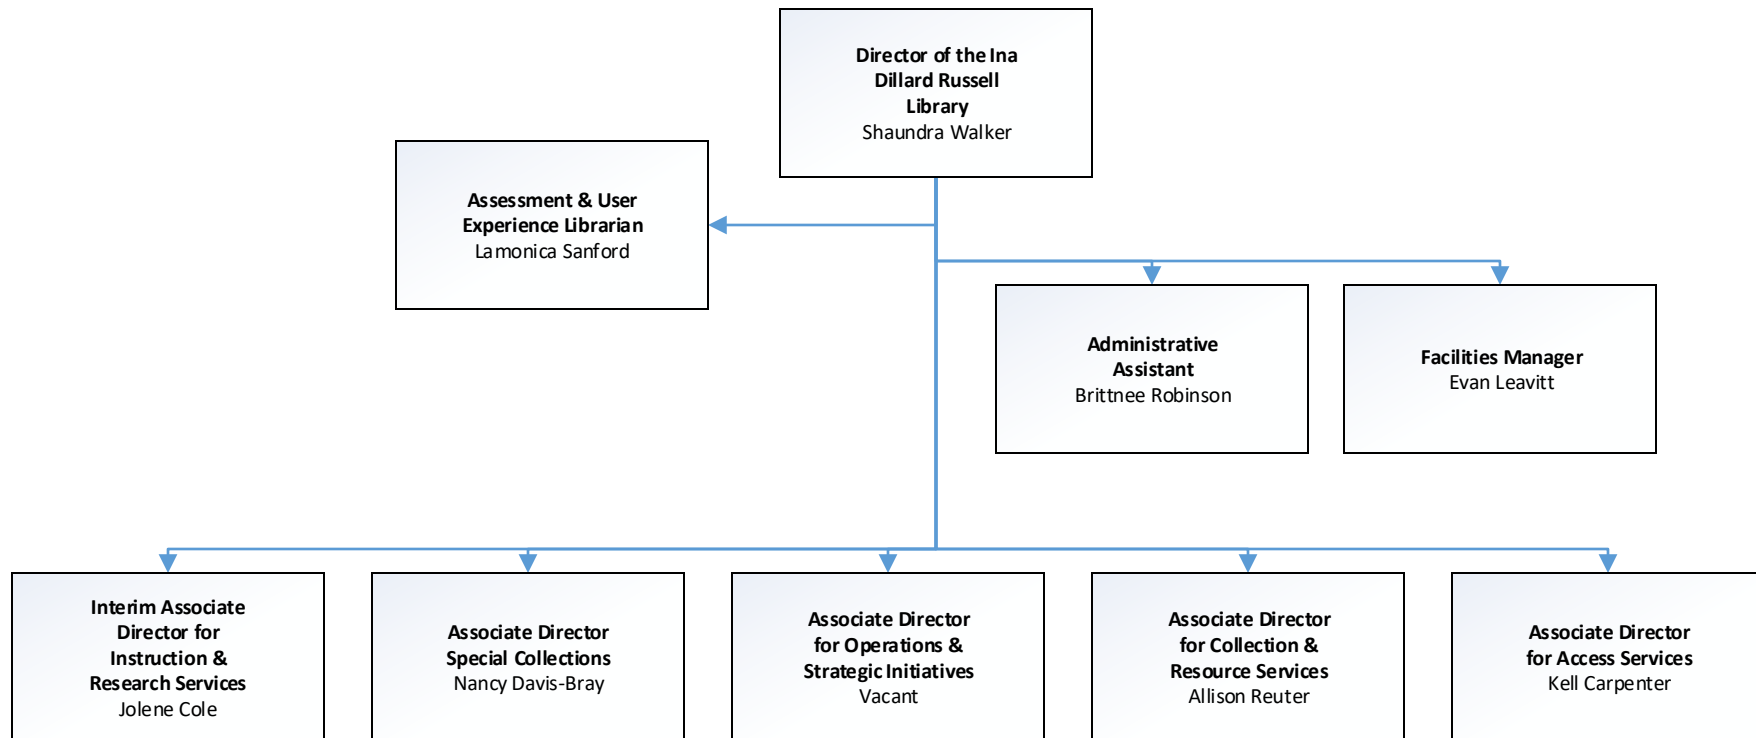 Director of the Ina
Dillard Russell
Library
Shaundra Walker
Assessment & User
Experience Librarian
Lamonica Sanford
Administrative
Assistant
Brittnee Robinson
Facilities Manager
Evan Leavitt
Interim Associate
Director for
Instruction &
Research Services
Jolene Cole
Associate Director
Special Collections
Nancy Davis-Bray
Associate Director
for Operations &
Strategic Initiatives
Vacant
Associate Director
for Collection &
Resource Services
Allison Reuter
Associate Director
for Access Services
Kell Carpenter